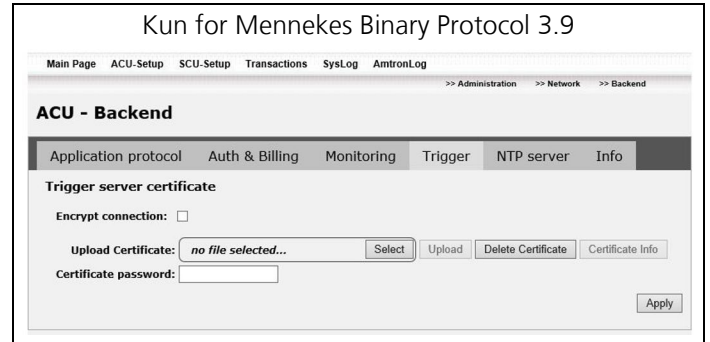 Kun for Mennekes Binary Protocol 3.9
Main Page ACU-Setup SCU-Setup Transactions SysLog AmtronLog
>> Administration >> Network >> Backend
ACU - Backend
Application protocol Auth & Billing Monitoring Trigger NTP server Info
Trigger server certificate
Encrypt connection:
Upload Certificate: no file selected... Select Upload Delete Certificate Certificate Info
Certificate password:
Apply